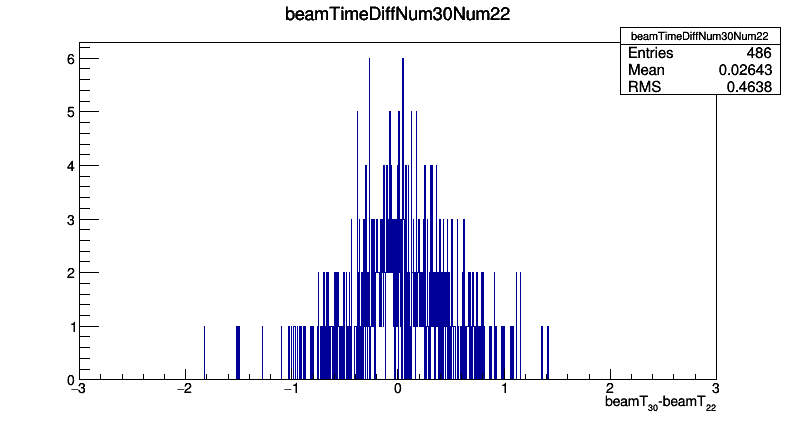 beamTimeDiffNum30Num22
beamTimeDiffNum30Num22
Entries 486
Mean 0.02643
RMS 0.4638
6
5
4
3
2
1
0
−3 −2 −1 0 1 2 3
beamT30-beamT22